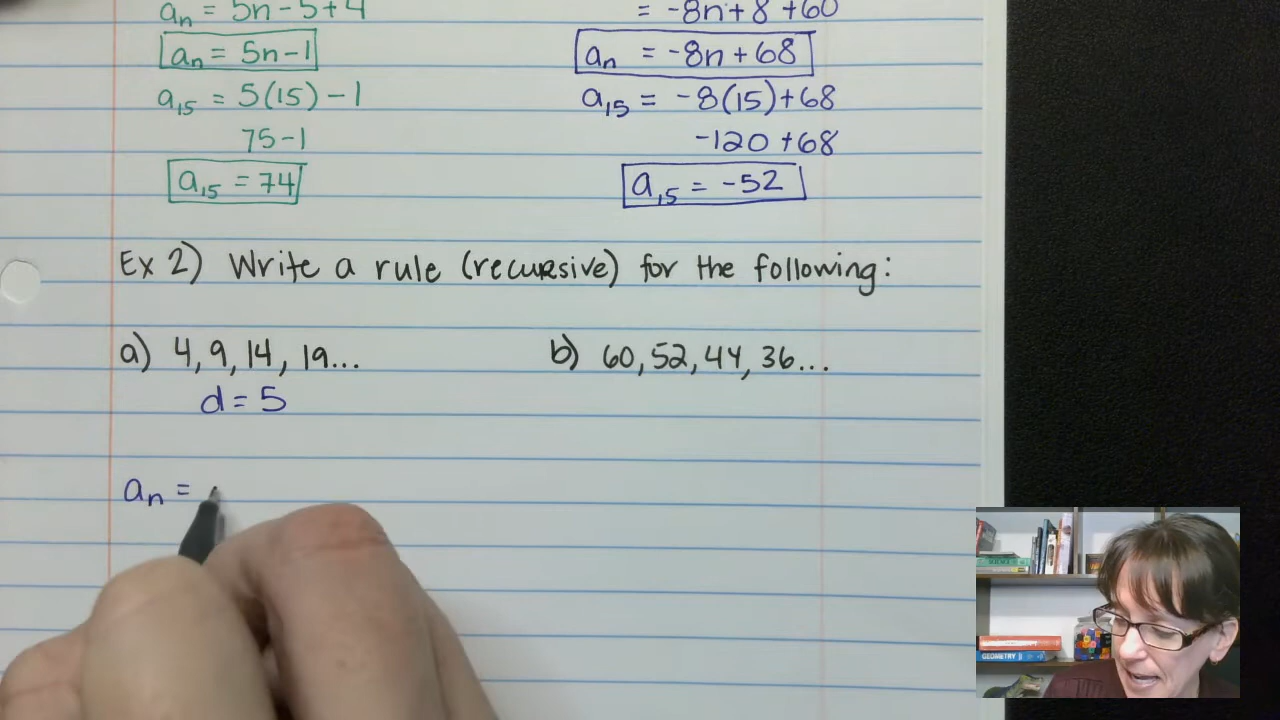 aₙ = 5n - 5 + 4
aₙ = 5n - 1
a₁₅ = 5(15) - 1
75 - 1
a₁₅ = 74
= -8n + 8 + 60
aₙ = -8n + 68
a₁₅ = -8(15) + 68
-120 + 68
a₁₅ = -52
Ex 2) Write a rule (recursive) for the following:
a) 4, 9, 14, 19...
d = 5
aₙ =
b) 60, 52, 44, 36...
GEOMETRY